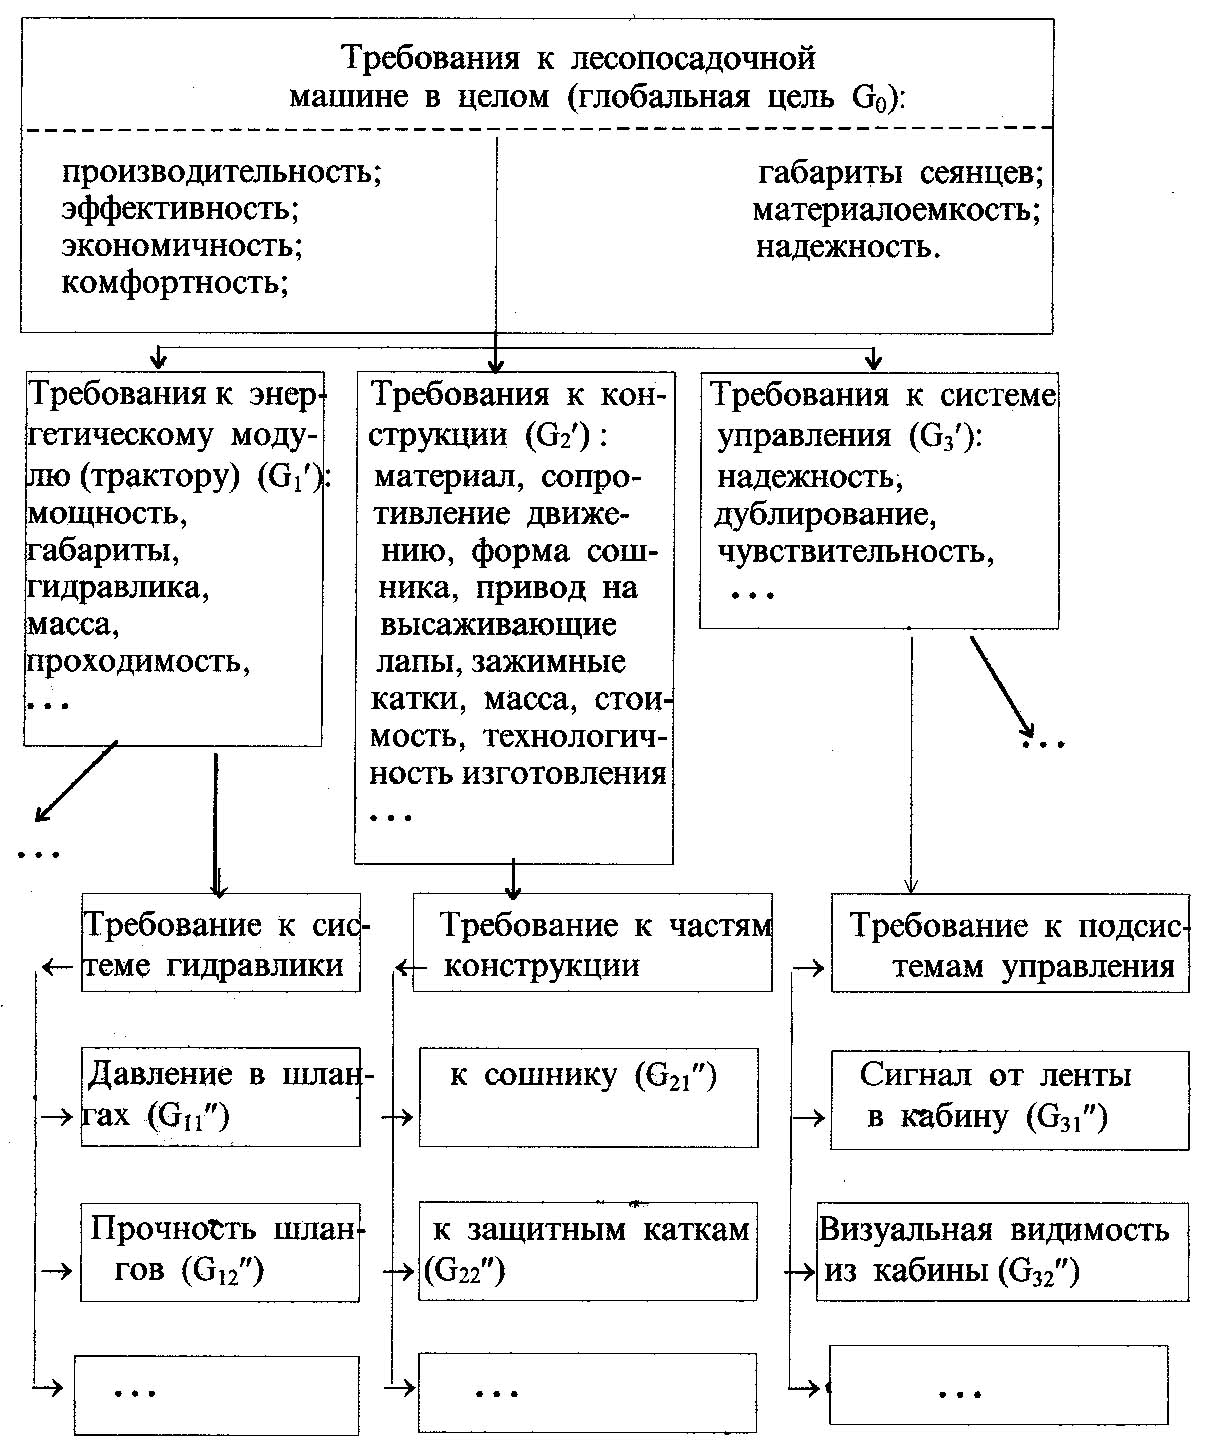 Требования к лесопосадочной
машине в целом (глобальная цель G₀):
производительность;
эффективность;
экономичность;
комфортность;
габариты сеянцев;
материалоемкость;
надежность.
Требования к энер-
гетическому моду-
лю (трактору) (G₁′):
мощность,
габариты,
гидравлика,
масса,
проходимость,
...
Требования к кон-
струкции (G₂′) :
материал, сопро-
тивление движе-
нию, форма сош-
ника, привод на
высаживающие
лапы, зажимные
катки, масса, стои-
мость, технологич-
ность изготовления
...
Требования к системе
управления (G₃′):
надежность,
дублирование,
чувствительность,
...
...
...
Требование к сис-
теме гидравлики
Давление в шлан-
гах (G₁₁″)
Прочность шлан-
гов (G₁₂″)
...
Требование к частям
конструкции
к сошнику (G₂₁″)
к защитным каткам
(G₂₂″)
...
Требование к подсис-
темам управления
Сигнал от ленты
в кабину (G₃₁″)
Визуальная видимость
из кабины (G₃₂″)
...